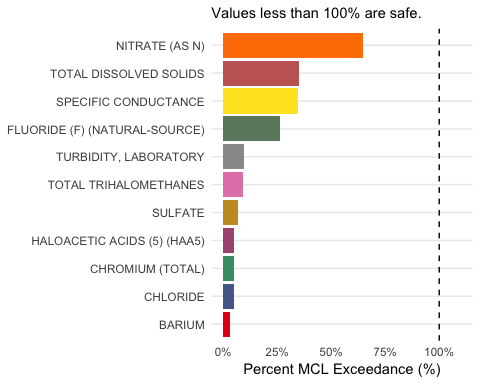 Values less than 100% are safe.
NITRATE (AS N)
TOTAL DISSOLVED SOLIDS
SPECIFIC CONDUCTANCE
FLUORIDE (F) (NATURAL-SOURCE)
TURBIDITY, LABORATORY
TOTAL TRIHALOMETHANES
SULFATE
HALOACETIC ACIDS (5) (HAA5)
CHROMIUM (TOTAL)
CHLORIDE
BARIUM
0% 25% 50% 75% 100%
Percent MCL Exceedance (%)